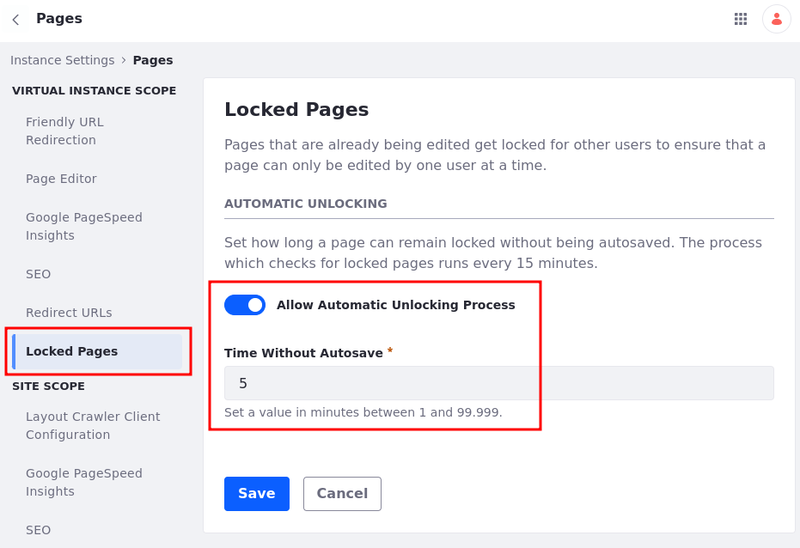 Pages
Instance Settings > Pages
VIRTUAL INSTANCE SCOPE
Friendly URL
Redirection
Page Editor
Google PageSpeed
Insights
SEO
Redirect URLs
Locked Pages
SITE SCOPE
Layout Crawler Client
Configuration
Google PageSpeed
Insights
SEO
Locked Pages
Pages that are already being edited get locked for other users to ensure that a
page can only be edited by one user at a time.
AUTOMATIC UNLOCKING
Set how long a page can remain locked without being autosaved. The process
which checks for locked pages runs every 15 minutes.
Allow Automatic Unlocking Process
Time Without Autosave *
5
Set a value in minutes between 1 and 99.999.
Save
Cancel